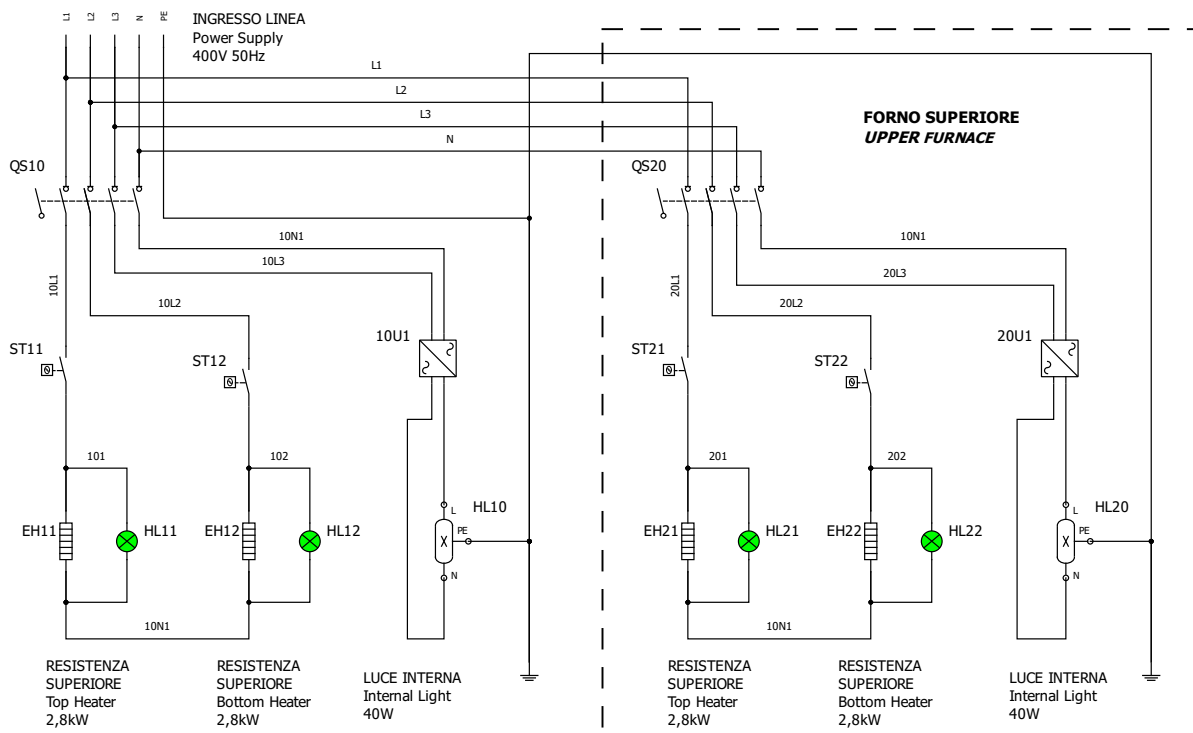 L1
L2
L3
N
PE
INGRESSO LINEA
Power Supply
400V 50Hz
L1
L2
L3
N
FORNO SUPERIORE
UPPER FURNACE
QS10
QS20
10N1
10L3
10L1
10L2
10N1
20L3
20L1
20L2
ST11
ST12
10U1
ST21
ST22
20U1
101
102
201
202
EH11
HL11
EH12
HL12
L
HL10
PE
X
N
EH21
HL21
EH22
HL22
L
HL20
PE
X
N
10N1
10N1
RESISTENZA
SUPERIORE
Top Heater
2,8kW
RESISTENZA
SUPERIORE
Bottom Heater
2,8kW
LUCE INTERNA
Internal Light
40W
RESISTENZA
SUPERIORE
Top Heater
2,8kW
RESISTENZA
SUPERIORE
Bottom Heater
2,8kW
LUCE INTERNA
Internal Light
40W